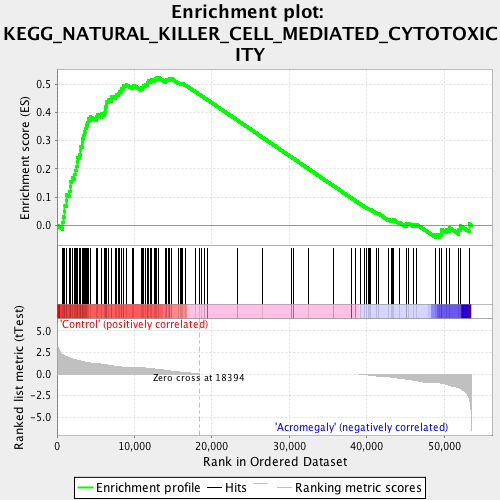 Enrichment plot:
KEGG_NATURAL_KILLER_CELL_MEDIATED_CYTOTOXIC
ITY
Enrichment score (ES)
0.5
0.4
0.3
0.2
0.1
0.0
'Control' (positively correlated)
Ranked list metric (tTest)
5.0
2.5
0.0
-2.5
-5.0
Zero cross at 18394
'Acromegaly' (negatively correlated)
0
10,000
20,000
30,000
40,000
50,000
Rank in Ordered Dataset
Enrichment profile
Hits
Ranking metric scores